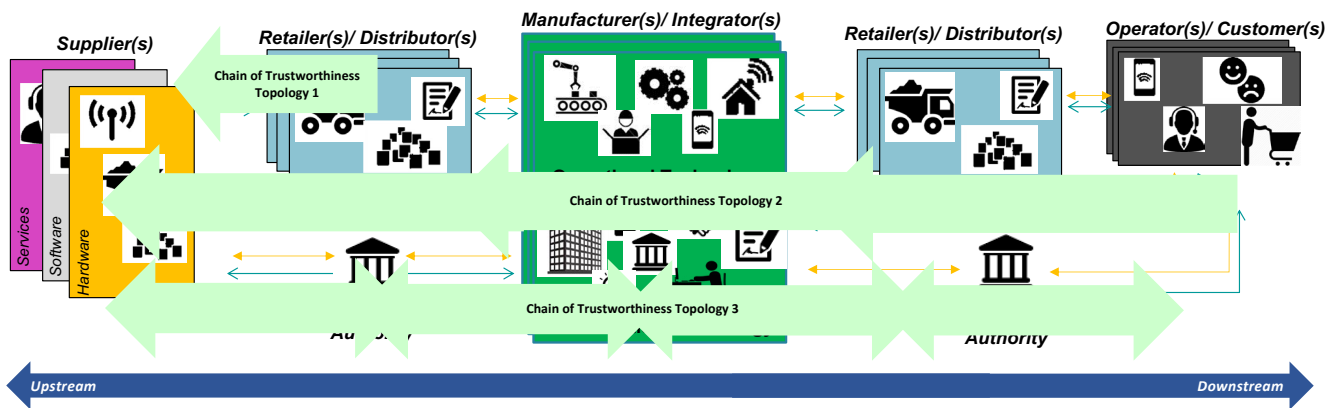 Manufacturer(s)/ Integrator(s)
Supplier(s)
Retailer(s)/ Distributor(s)
Retailer(s)/ Distributor(s)
Operator(s)/ Customer(s)
Chain of Trustworthiness
Topology 1
Services
Software
Hardware
Chain of Trustworthiness Topology 2
Chain of Trustworthiness Topology 3
Authority
Upstream
Downstream